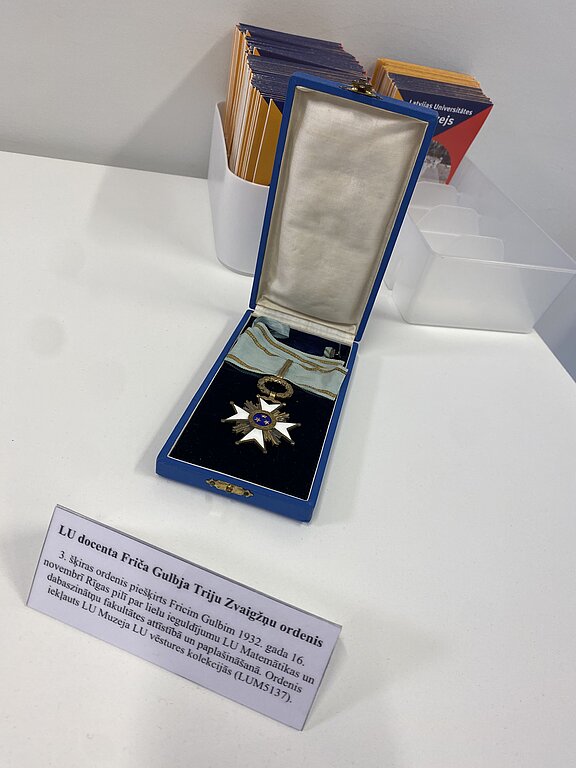 Latvijas Universitātes
LU docenta Friča Gulbja Triju Zvaigžņu ordenis
3. šķiras ordenis piešķirts Fricim Gulbim 1932. gada 16.
novembrī Rīgas pilī par lielu ieguldījumu LU Matemātikas un
dabaszinātņu fakultātes attīstībā un paplašināšanā. Ordenis
iekļauts LU Muzeja LU vēstures kolekcijās (LUM5137).